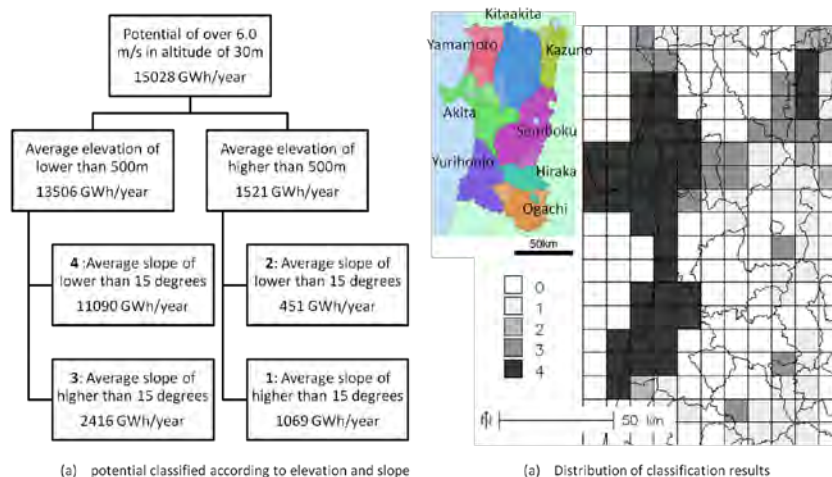 Potential of over 6.0
m/s in altitude of 30m
15028 GWh/year
Average elevation of
lower than 500m
13506 GWh/year
Average elevation of
higher than 500m
1521 GWh/year
4: Average slope of
lower than 15 degrees
11090 GWh/year
2: Average slope of
lower than 15 degrees
451 GWh/year
3: Average slope of
higher than 15 degrees
2416 GWh/year
1: Average slope of
higher than 15 degrees
1069 GWh/year
(a) potential classified according to elevation and slope
Kitaakita
Yamamoto
Kazuno
Akita
Semboku
Yurihonjo
Hiraka
Ogachi
50km
0
1
2
3
4
50 km
(a) Distribution of classification results